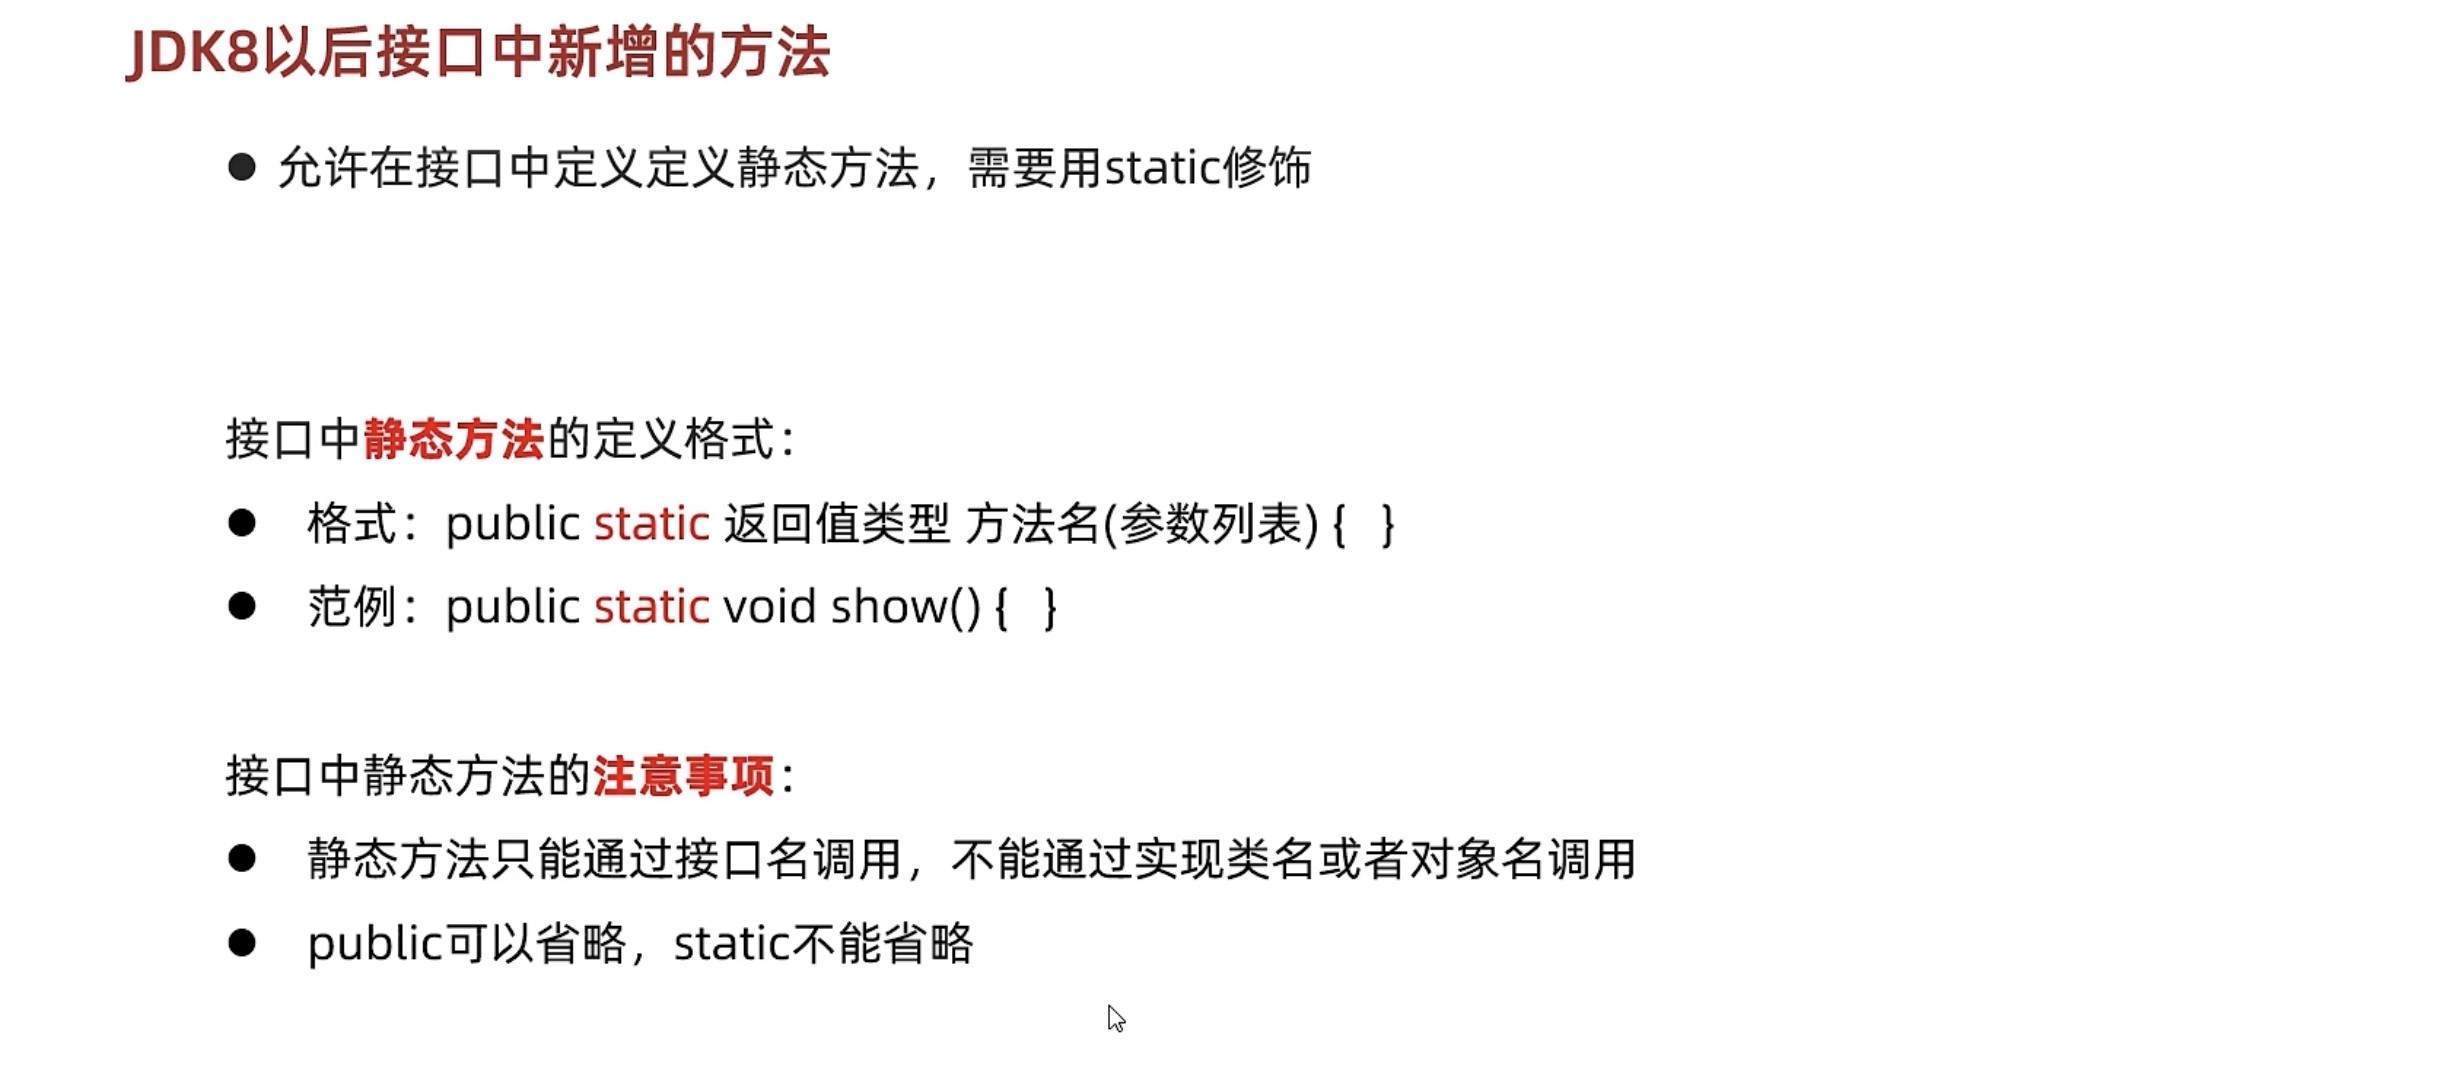 JDK8以后接口中新增的方法
● 允许在接口中定义定义静态方法，需要用static修饰
接口中静态方法的定义格式：
● 格式：public static 返回值类型 方法名(参数列表) { }
● 范例：public static void show() { }
接口中静态方法的注意事项：
● 静态方法只能通过接口名调用，不能通过实现类名或者对象名调用
● public可以省略，static不能省略